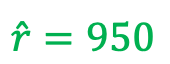 r̂ = 950